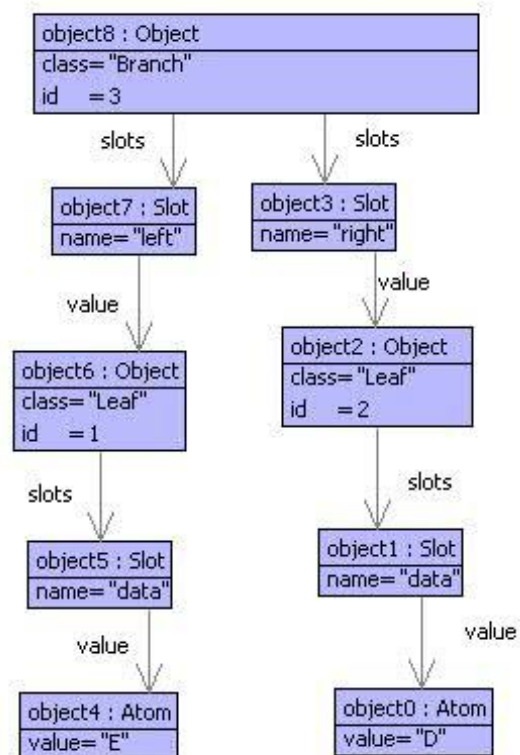 object8 : Object
class="Branch"
id =3
slots
slots
object7 : Slot
name="left"
object3 : Slot
name="right"
value
value
object6 : Object
class="Leaf"
id =1
object2 : Object
class="Leaf"
id =2
slots
slots
object5 : Slot
name="data"
object1 : Slot
name="data"
value
value
object4 : Atom
value="E"
object0 : Atom
value="D"